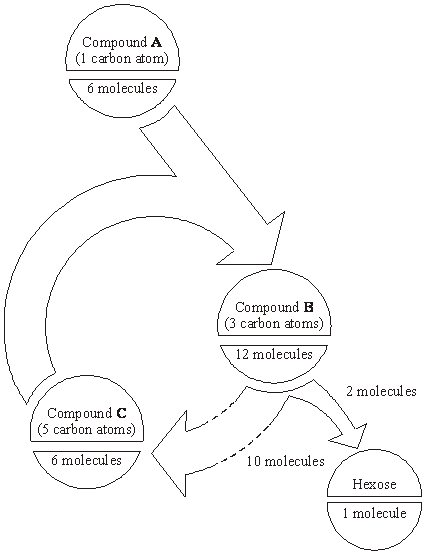 Compound A
(1 carbon atom)
6 molecules
Compound B
(3 carbon atoms)
12 molecules
2 molecules
Compound C
(5 carbon atoms)
6 molecules
10 molecules
Hexose
1 molecule